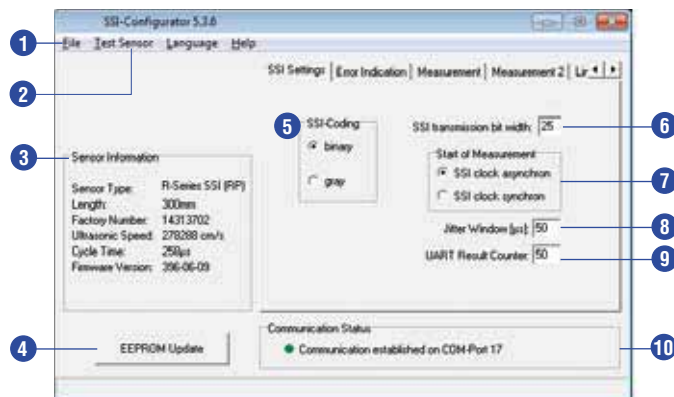 SSI-Configurator 5.3.6
File Test Sensor Language Help
1
2
SSI Settings Error Indication Measurement Measurement 2
5
SSI-Coding
binary
gray
SSI transmission bit width: 25
6
Start of Measurement
SSI clock asynchron
SSI clock synchron
7
Jitter Window [µs]: 50
8
UART Result Counter: 50
9
3
Sensor Information
Sensor Type: R-Series SSI (RP)
Length: 300mm
Factory Number: 14313702
Ultrasonic Speed: 278288 cm/s
Cycle Time: 250µs
Firmware Version: 396-06-09
4
EEPROM Update
Communication Status
Communication established on COM-Port 17
10